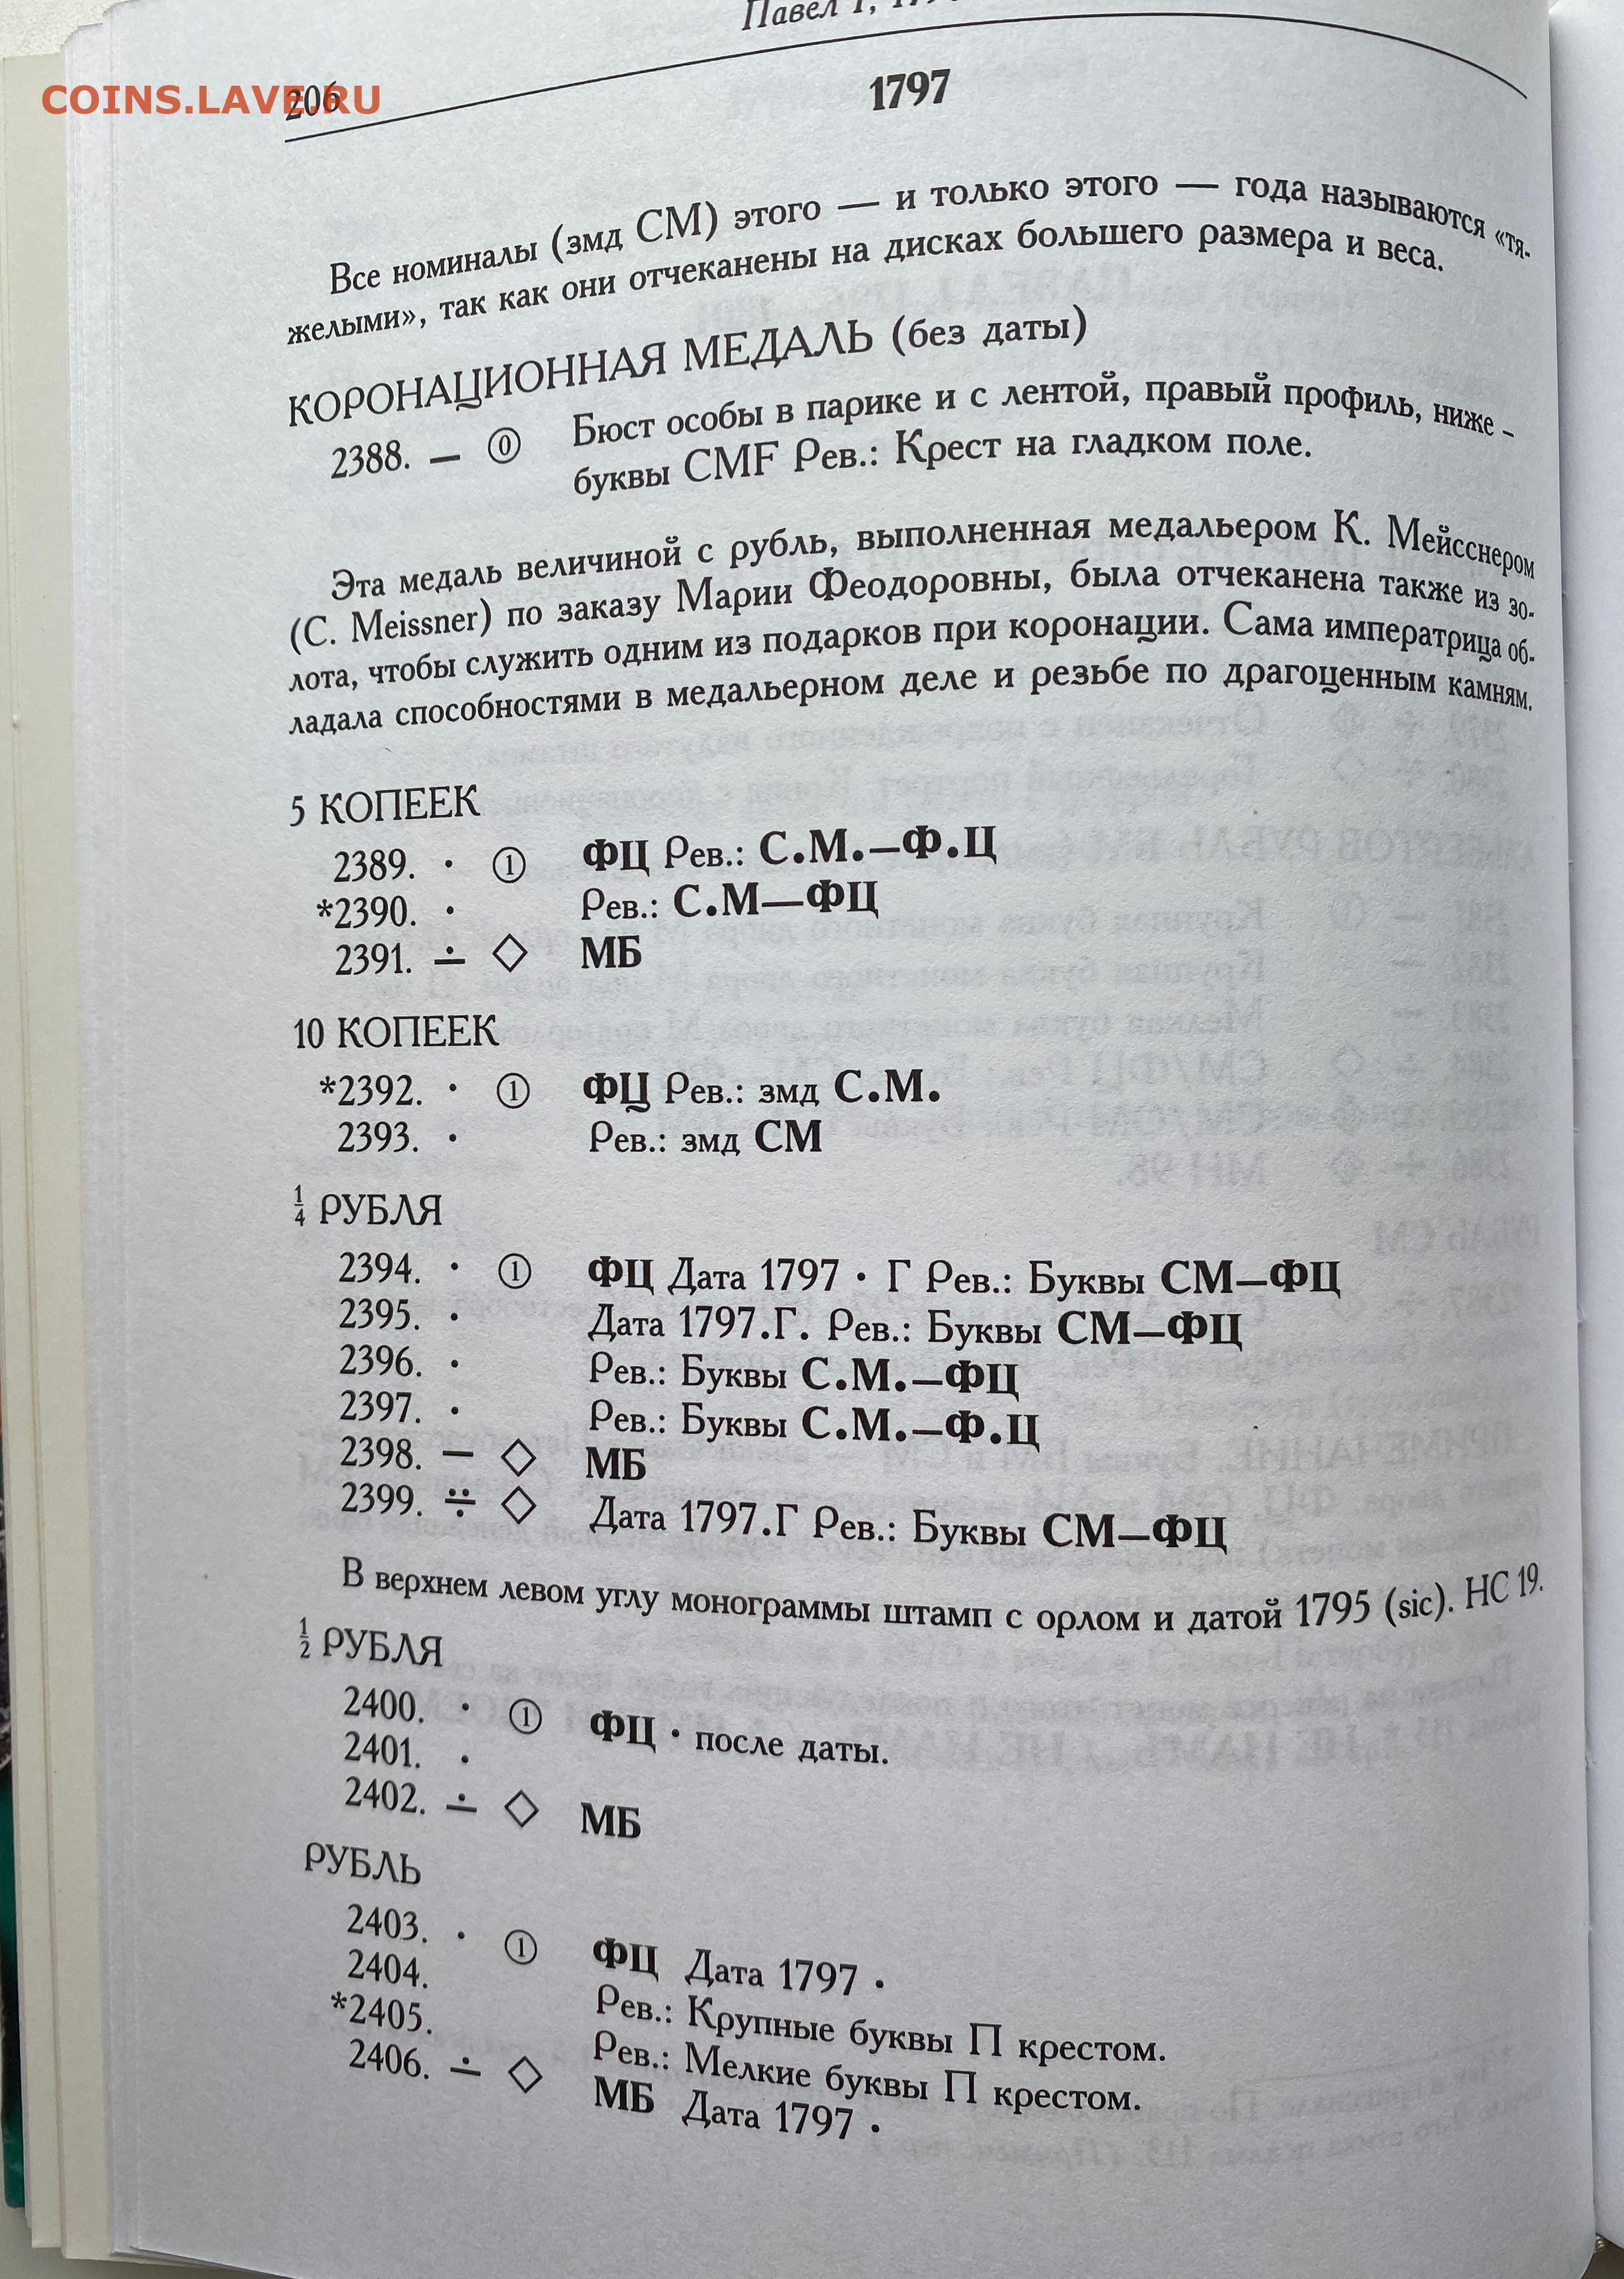 Павел I,
COINS.LAVE.RU
206
1797
Все номиналы (змд СМ) этого — и только этого — года называются «тя-
желыми», так как они отчеканены на дисках большего размера и веса.
КОРОНАЦИОННАЯ МЕДАЛЬ (без даты)
2388. — ⓪ Бюст особы в парике и с лентой, правый профиль, ниже –
буквы CMF Рев.: Крест на гладком поле.
Эта медаль величиной с рубль, выполненная медальером К. Мейсснером
(C. Meissner) по заказу Марии Феодоровны, была отчеканена также из зо-
лота, чтобы служить одним из подарков при коронации. Сама императрица об-
ладала способностями в медальерном деле и резьбе по драгоценным камням.
5 КОПЕЕК
2389. · ① ФЦ Рев.: С.М.—Ф.Ц
*2390. · Рев.: С.М—ФЦ
2391. ∸ ◇ МБ
10 КОПЕЕК
*2392. · ① ФЦ Рев.: змд С.М.
2393. · Рев.: змд СМ
1/4 РУБЛЯ
2394. · ① ФЦ Дата 1797 · Г Рев.: Буквы СМ—ФЦ
2395. · Дата 1797.Г. Рев.: Буквы СМ—ФЦ
2396. · Рев.: Буквы С.М.—ФЦ
2397. · Рев.: Буквы С.М.—Ф.Ц
2398. — ◇ МБ
2399. ÷ ◇ Дата 1797.Г Рев.: Буквы СМ—ФЦ
В верхнем левом углу монограммы штамп с орлом и датой 1795 (sic). НС 19.
1/2 РУБЛЯ
2400. · ① ФЦ · после даты.
2401. ·
2402. ∸ ◇ МБ
РУБЛЬ
2403. · ① ФЦ Дата 1797 ·
2404. Рев.: Крупные буквы П крестом.
*2405. Рев.: Мелкие буквы П крестом.
2406. ∸ ◇ МБ Дата 1797 ·